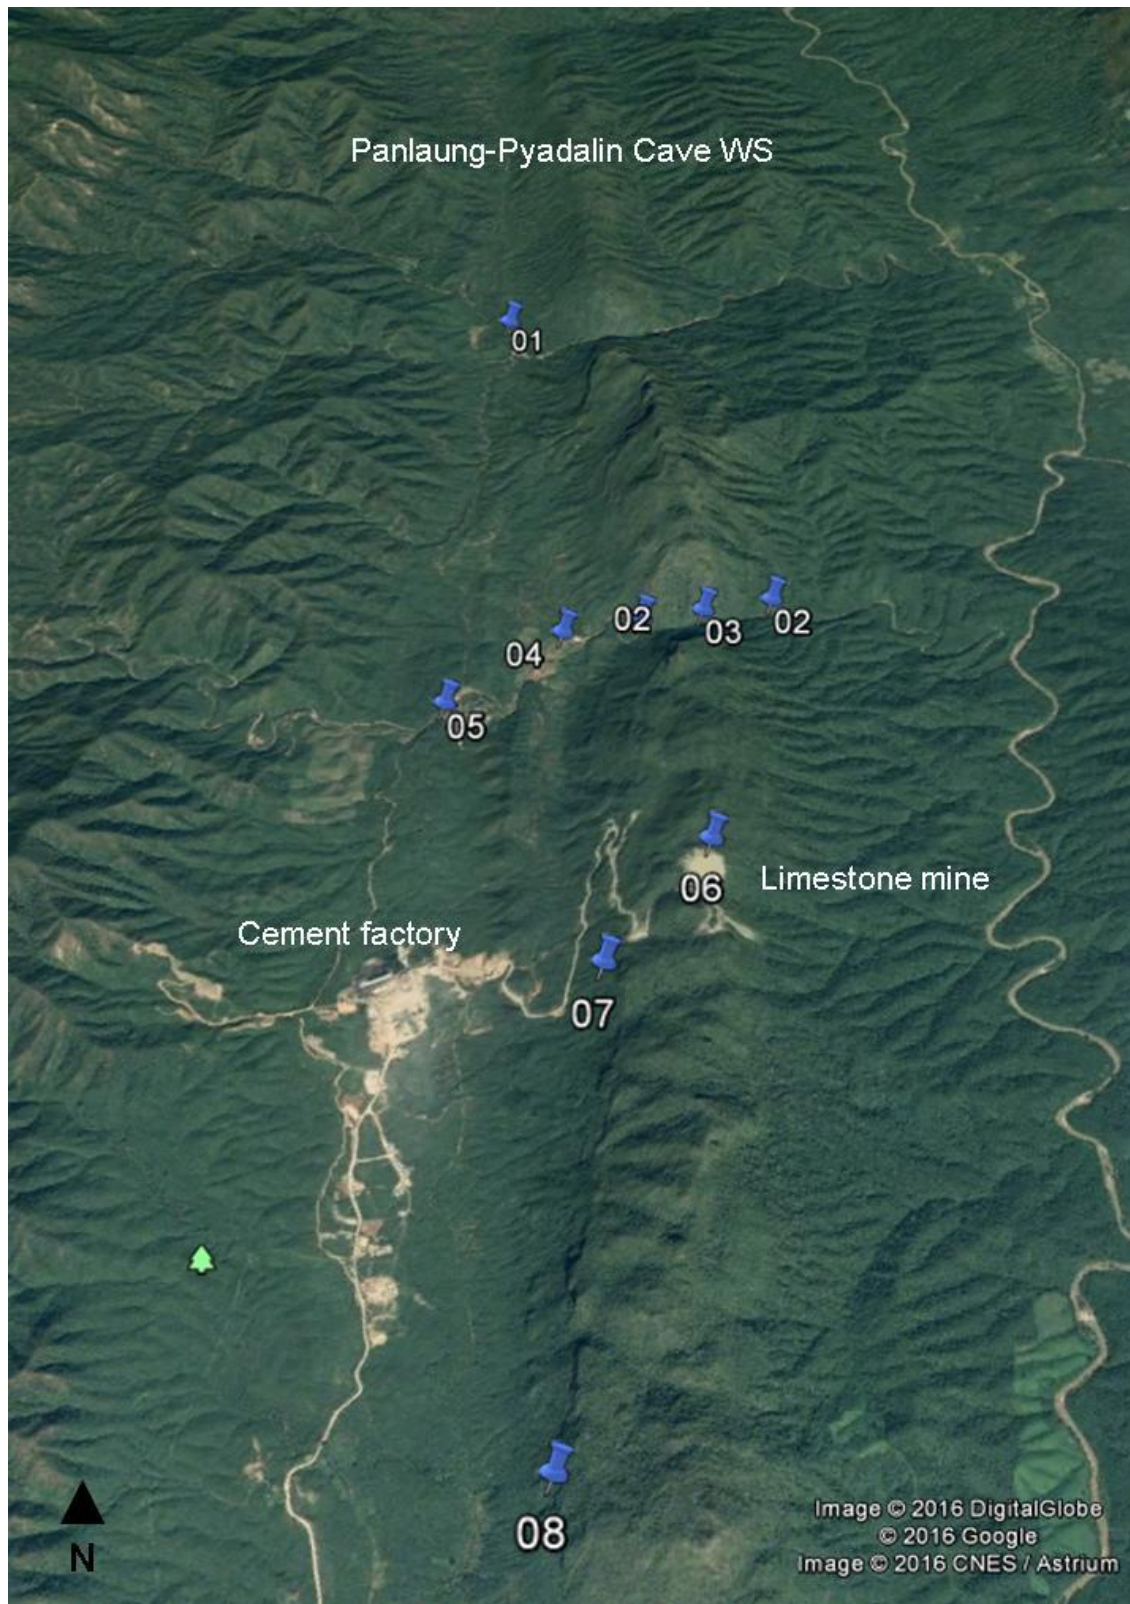 Panlaung-Pyadalin Cave WS
01
02
03
02
04
05
06
Limestone mine
Cement factory
07
08
N
Image © 2016 DigitalGlobe
© 2016 Google
Image © 2016 CNES / Astrium